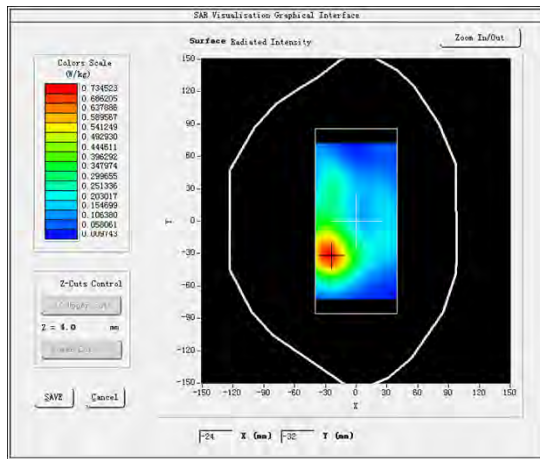 SAR Visualisation Graphical Interface
Surface Radiated Intensity
Zoom In/Out
Colors Scale
(W/kg)
0.734523
0.686205
0.637886
0.589567
0.541249
0.492930
0.444611
0.396292
0.347974
0.299655
0.251336
0.203017
0.154699
0.106380
0.058061
0.009743
Z-Cuts Control
Z = 4.0 mm
SAVE
Cancel
150
120
90
60
30
0
-30
-60
-90
-120
-150
Y
-150 -120 -90 -60 -30 0 30 60 90 120 150
X
-24 X (mm) -32 Y (mm)